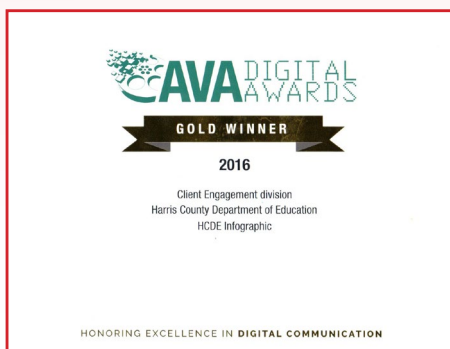 AVA DIGITAL
AWARDS
GOLD WINNER
2016
Client Engagement division
Harris County Department of Education
HCDE Infographic
HONORING EXCELLENCE IN DIGITAL COMMUNICATION